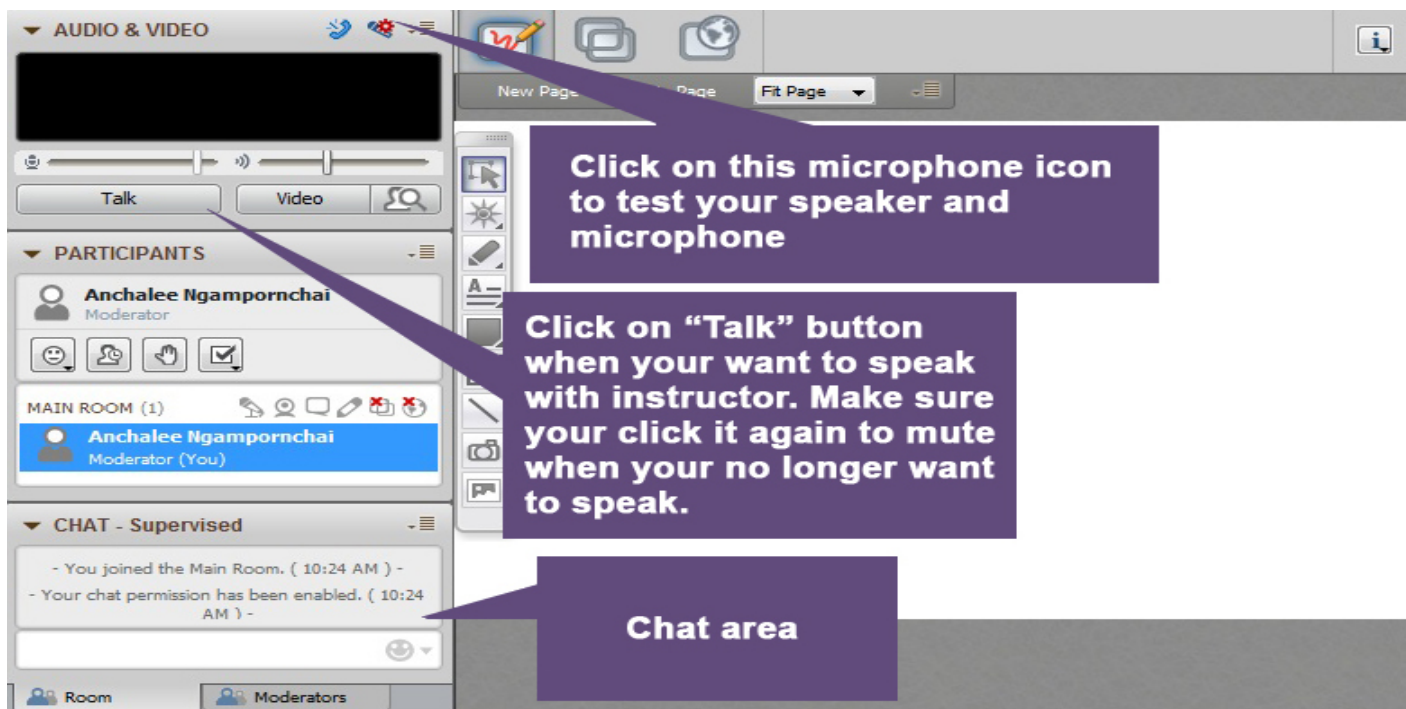 AUDIO & VIDEO
Talk
Video
PARTICIPANTS
Anchalee Ngampornchai
Moderator
MAIN ROOM (1)
Anchalee Ngampornchai
Moderator (You)
CHAT - Supervised
- You joined the Main Room. ( 10:24 AM ) -
- Your chat permission has been enabled. ( 10:24
AM ) -
Room
Moderators
New Page
Page
Fit Page
Click on this microphone icon
to test your speaker and
microphone
Click on “Talk” button
when your want to speak
with instructor. Make sure
your click it again to mute
when your no longer want
to speak.
Chat area